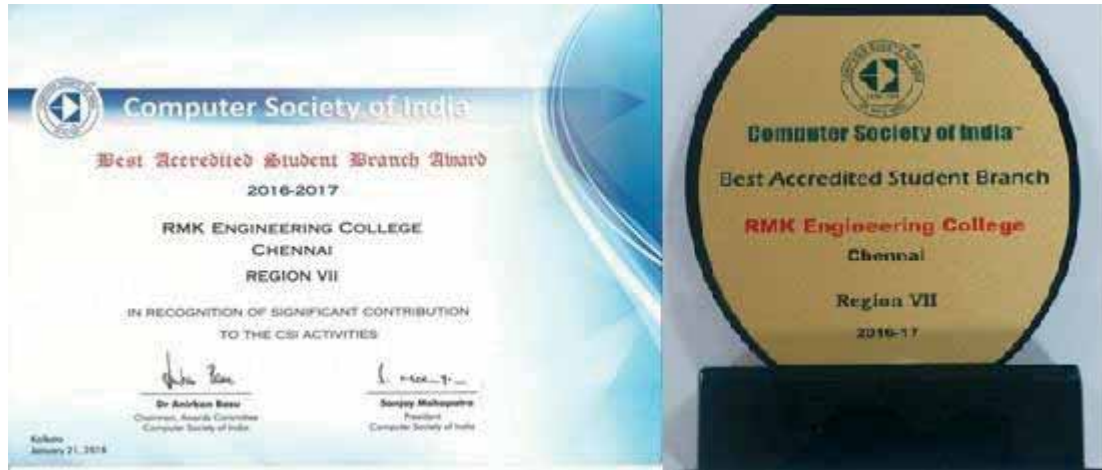 Computer Society of India
Best Accredited Student Branch Award
2016-2017
RMK ENGINEERING COLLEGE
CHENNAI
REGION VII
IN RECOGNITION OF SIGNIFICANT CONTRIBUTION
TO THE CSI ACTIVITIES
Dr Anirban Basu
Chairman, Awards Committee
Computer Society of India
Sanjay Mohapatra
President
Computer Society of India
Kolkata
January 21, 2018
Computer Society of India
Best Accredited Student Branch
RMK Engineering College
Chennai
Region VII
2016-17